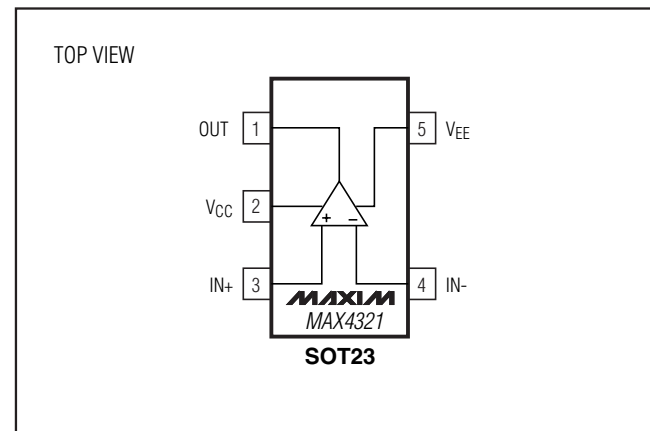 TOP VIEW
OUT 1
5 VEE
VCC 2
+ −
IN+ 3
4 IN-
MAXIM
MAX4321
SOT23